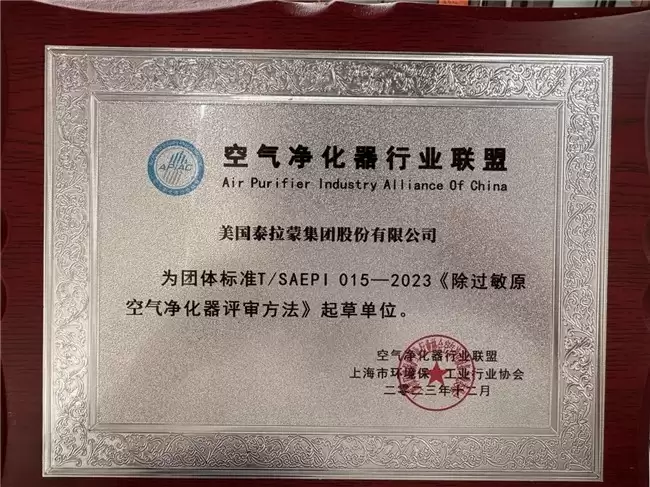 APIAC
空气净化器行业联盟
Air Purifier Industry Alliance Of China
美国泰拉蒙集团股份有限公司
为团体标准T/SAEPI 015—2023《除过敏原
空气净化器评审方法》起草单位。
空气净化器行业联盟
上海市环境保 工业行业协会
二〇二三年十二月